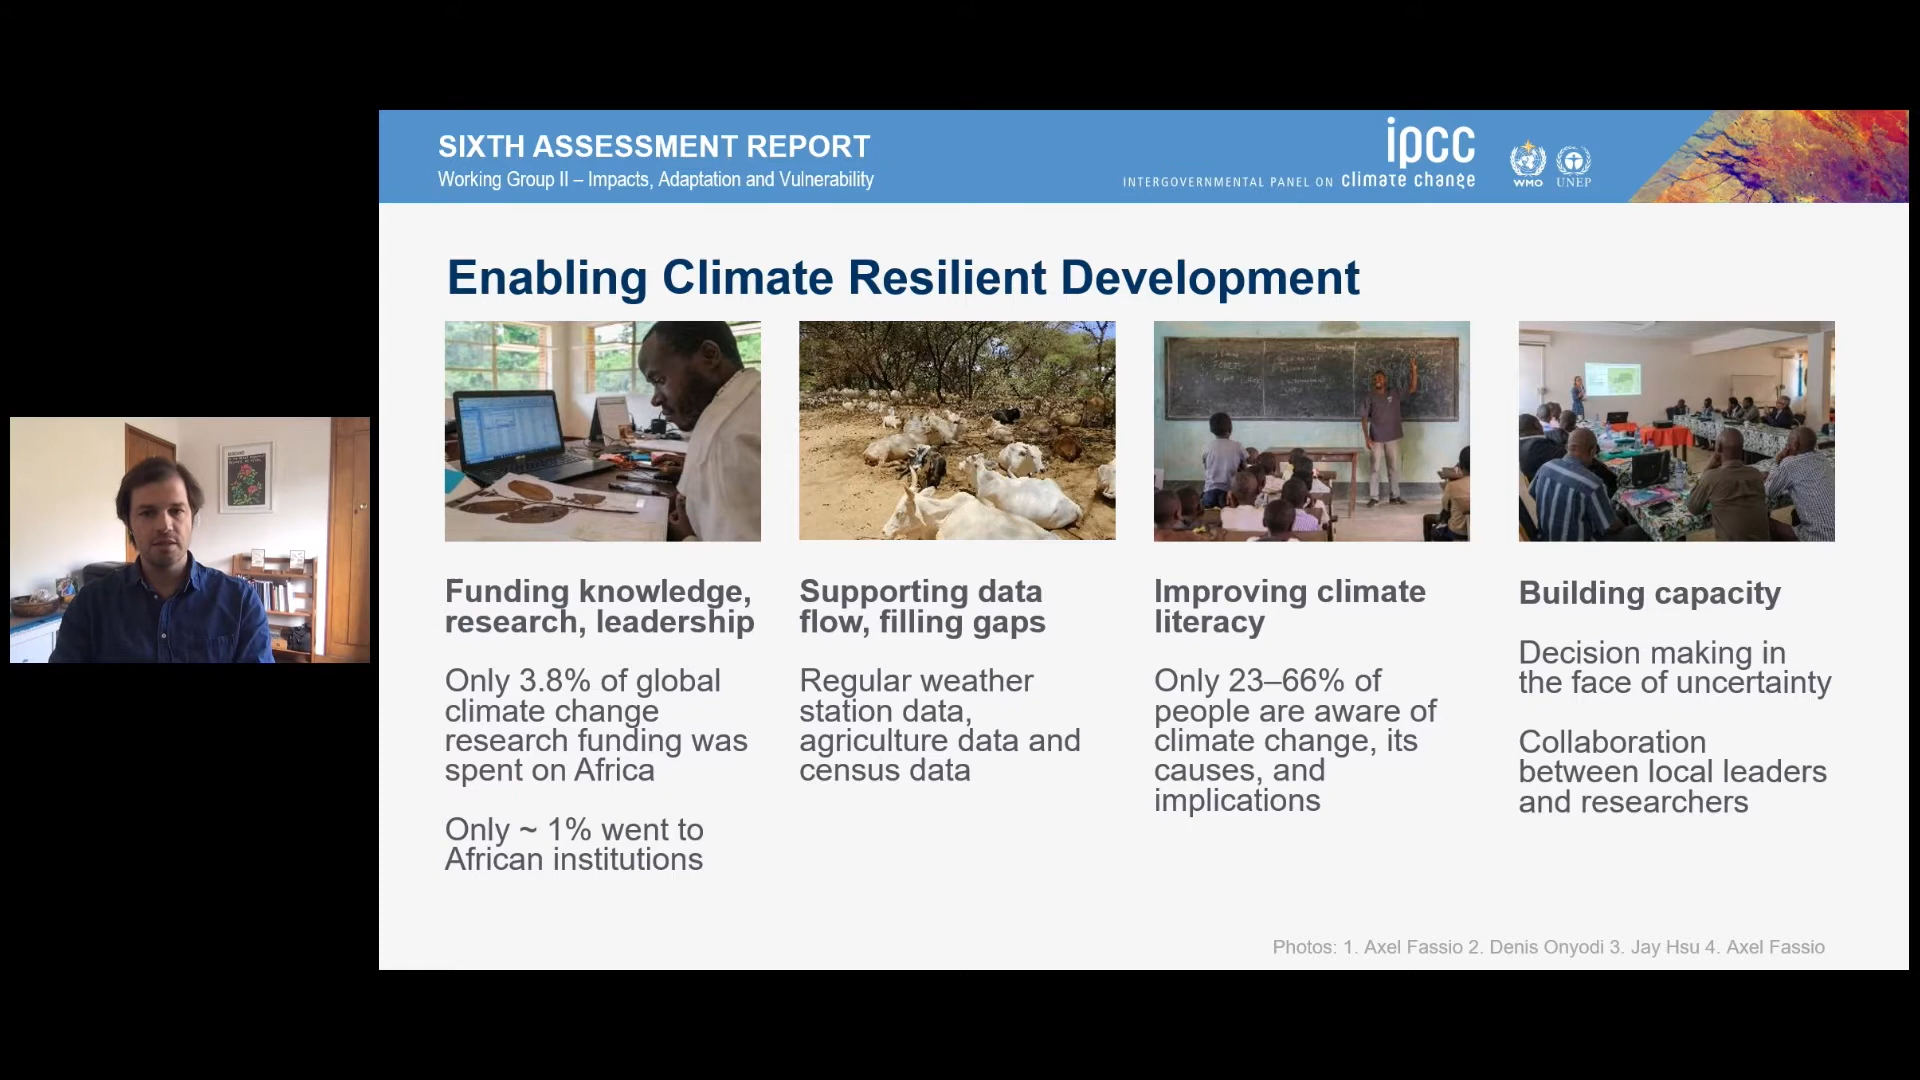 SIXTH ASSESSMENT REPORT
Working Group II – Impacts, Adaptation and Vulnerability
ipcc
INTERGOVERNMENTAL PANEL ON climate change
WMO
UNEP
Enabling Climate Resilient Development
Funding knowledge,
research, leadership
Only 3.8% of global
climate change
research funding was
spent on Africa
Only ~ 1% went to
African institutions
Supporting data
flow, filling gaps
Regular weather
station data,
agriculture data and
census data
Improving climate
literacy
Only 23–66% of
people are aware of
climate change, its
causes, and
implications
Building capacity
Decision making in
the face of uncertainty
Collaboration
between local leaders
and researchers
Photos: 1. Axel Fassio 2. Denis Onyodi 3. Jay Hsu 4. Axel Fassio